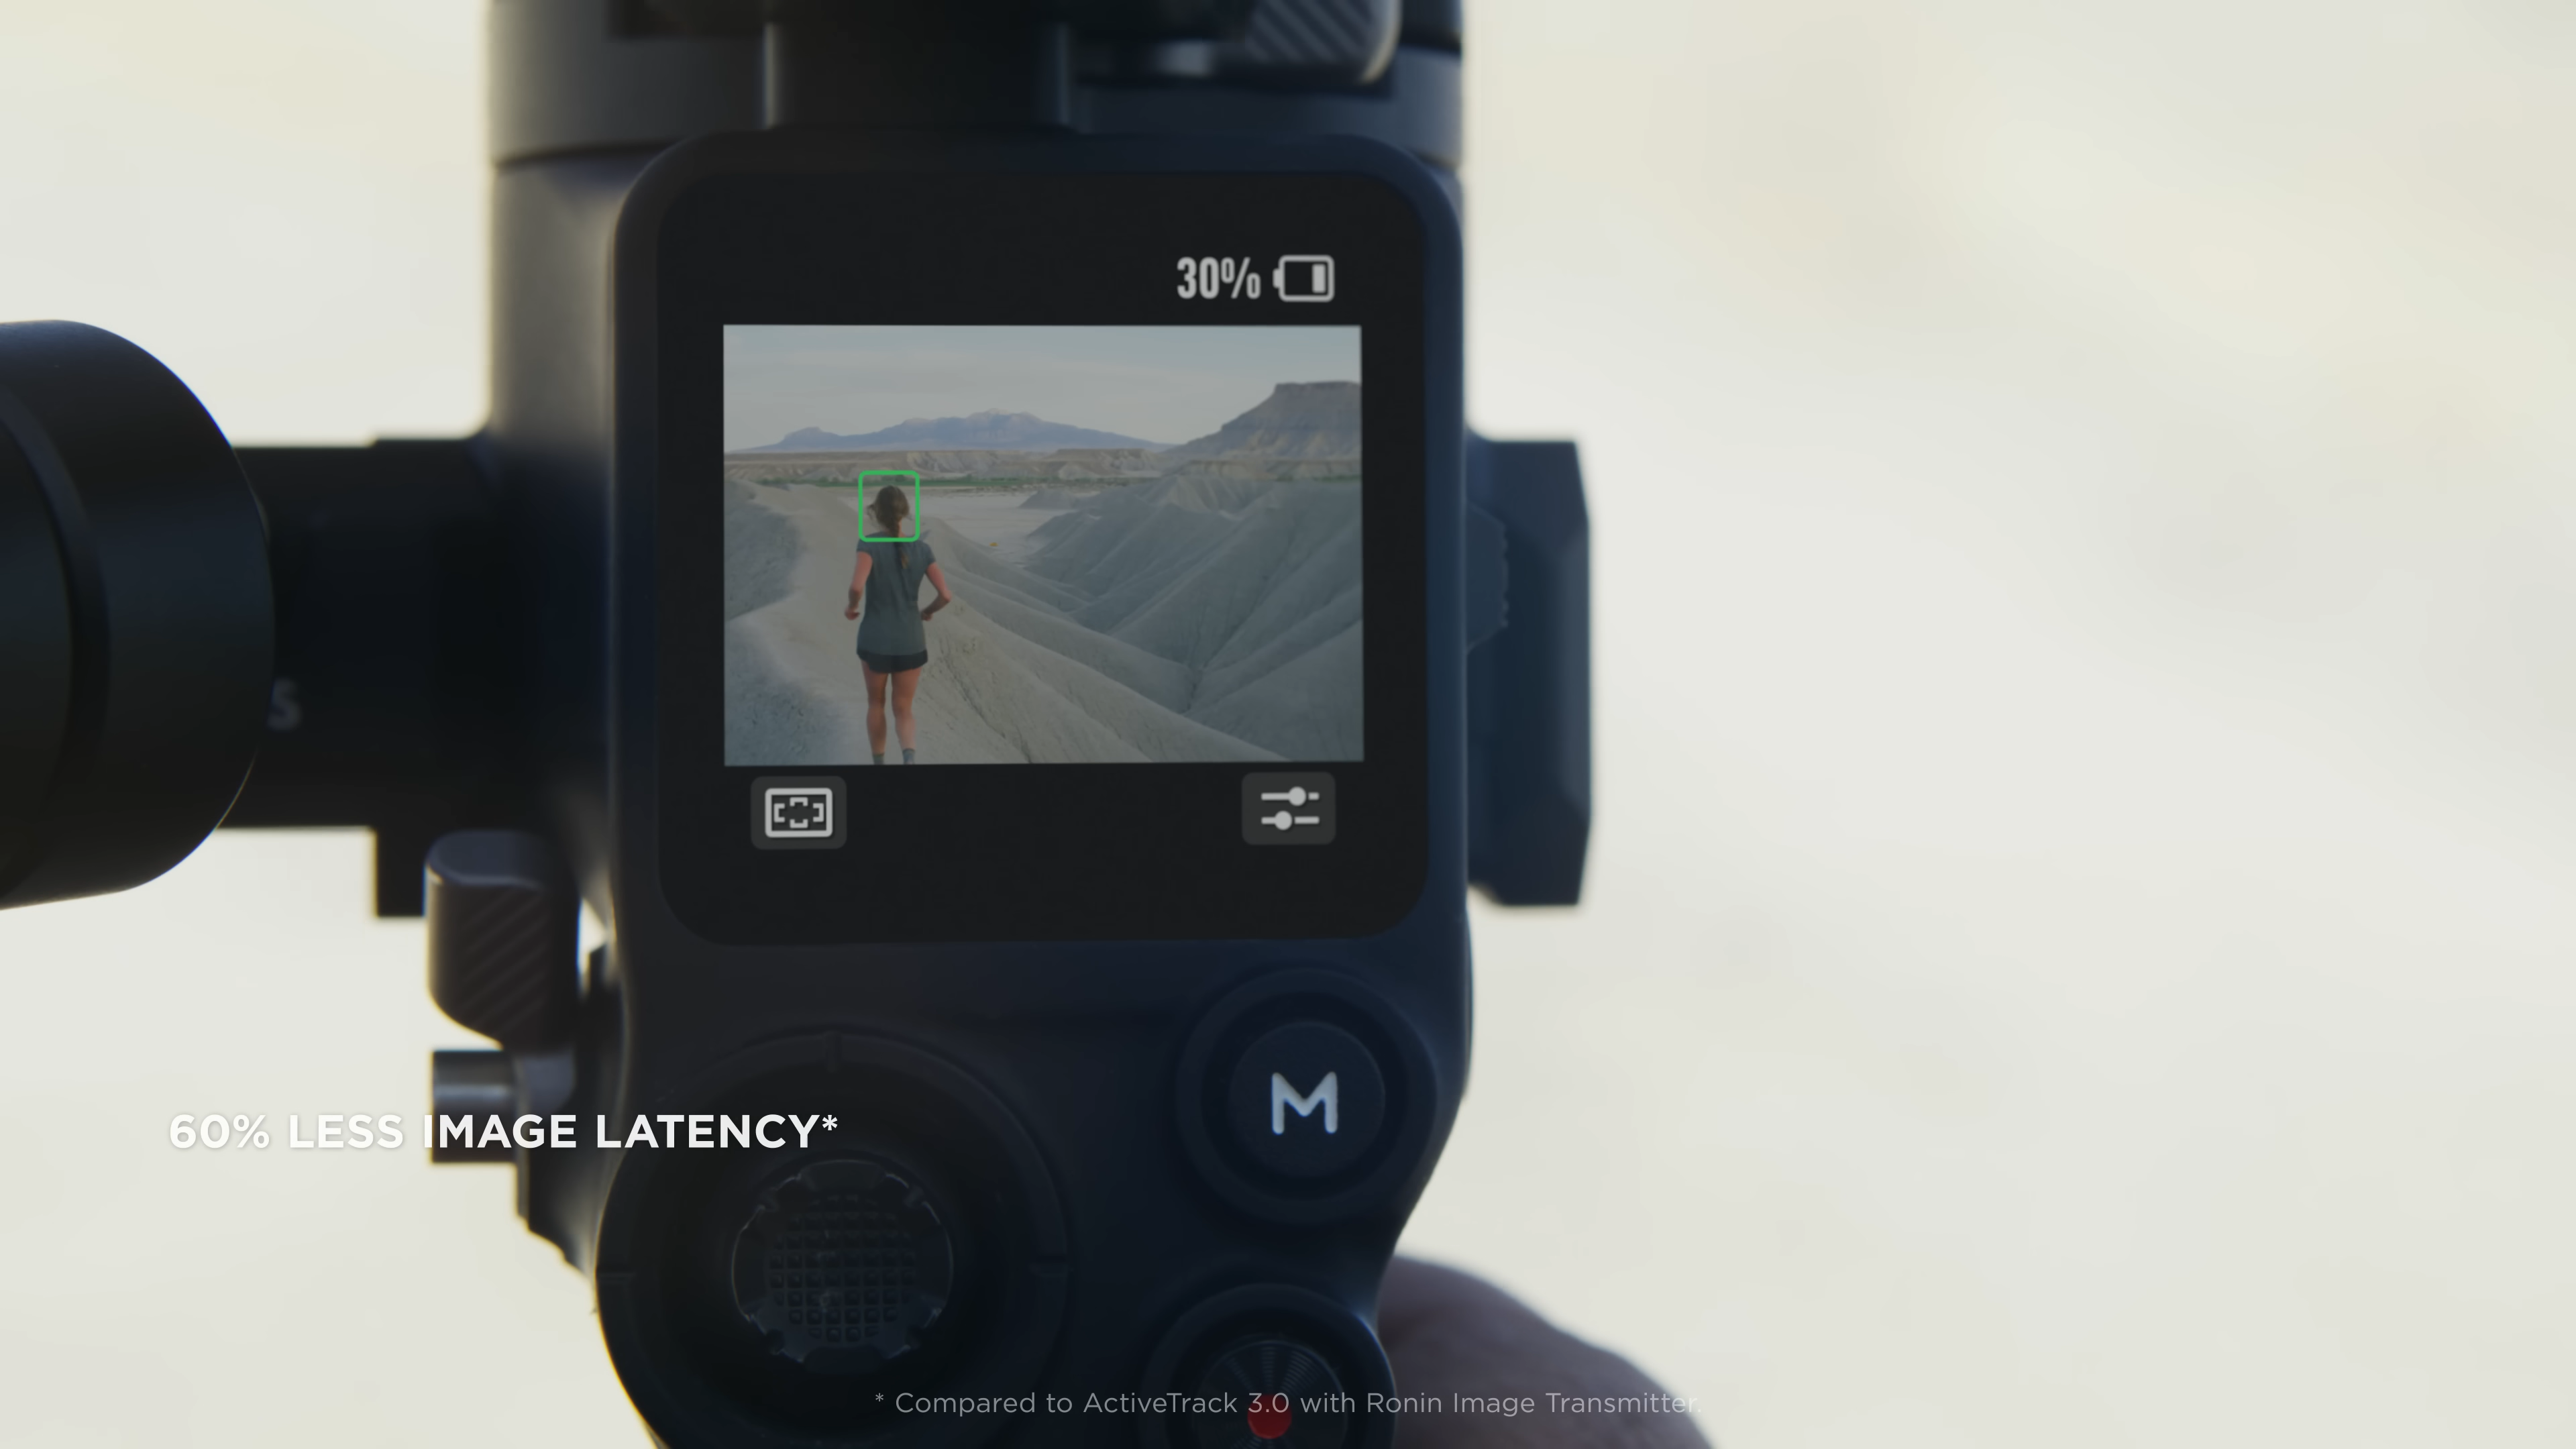 30%
S
M
60% LESS IMAGE LATENCY*
* Compared to ActiveTrack 3.0 with Ronin Image Transmitter.